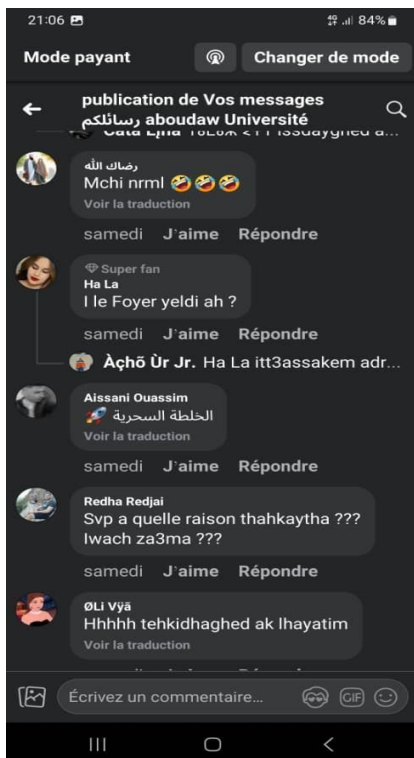 21:06
84%
Mode payant
Changer de mode
publication de Vos messages
رسائلكم aboudaw Université
رضاك الله
Mchi nrml 🤣🤣🤣
Voir la traduction
samedi J'aime Répondre
Super fan
Ha La
I le Foyer yeldi ah ?
samedi J'aime Répondre
Àçhõ Ùr Jr. Ha La itt3assakem adr...
Aissani Ouassim
الخلطة السحرية 🚀
Voir la traduction
samedi J'aime Répondre
Redha Redjai
Svp a quelle raison thahkaytha ???
Iwach za3ma ???
samedi J'aime Répondre
ØLi Vÿã
Hhhhh tehkidhaghed ak lhayatim
Voir la traduction
Écrivez un commentaire...
GIF